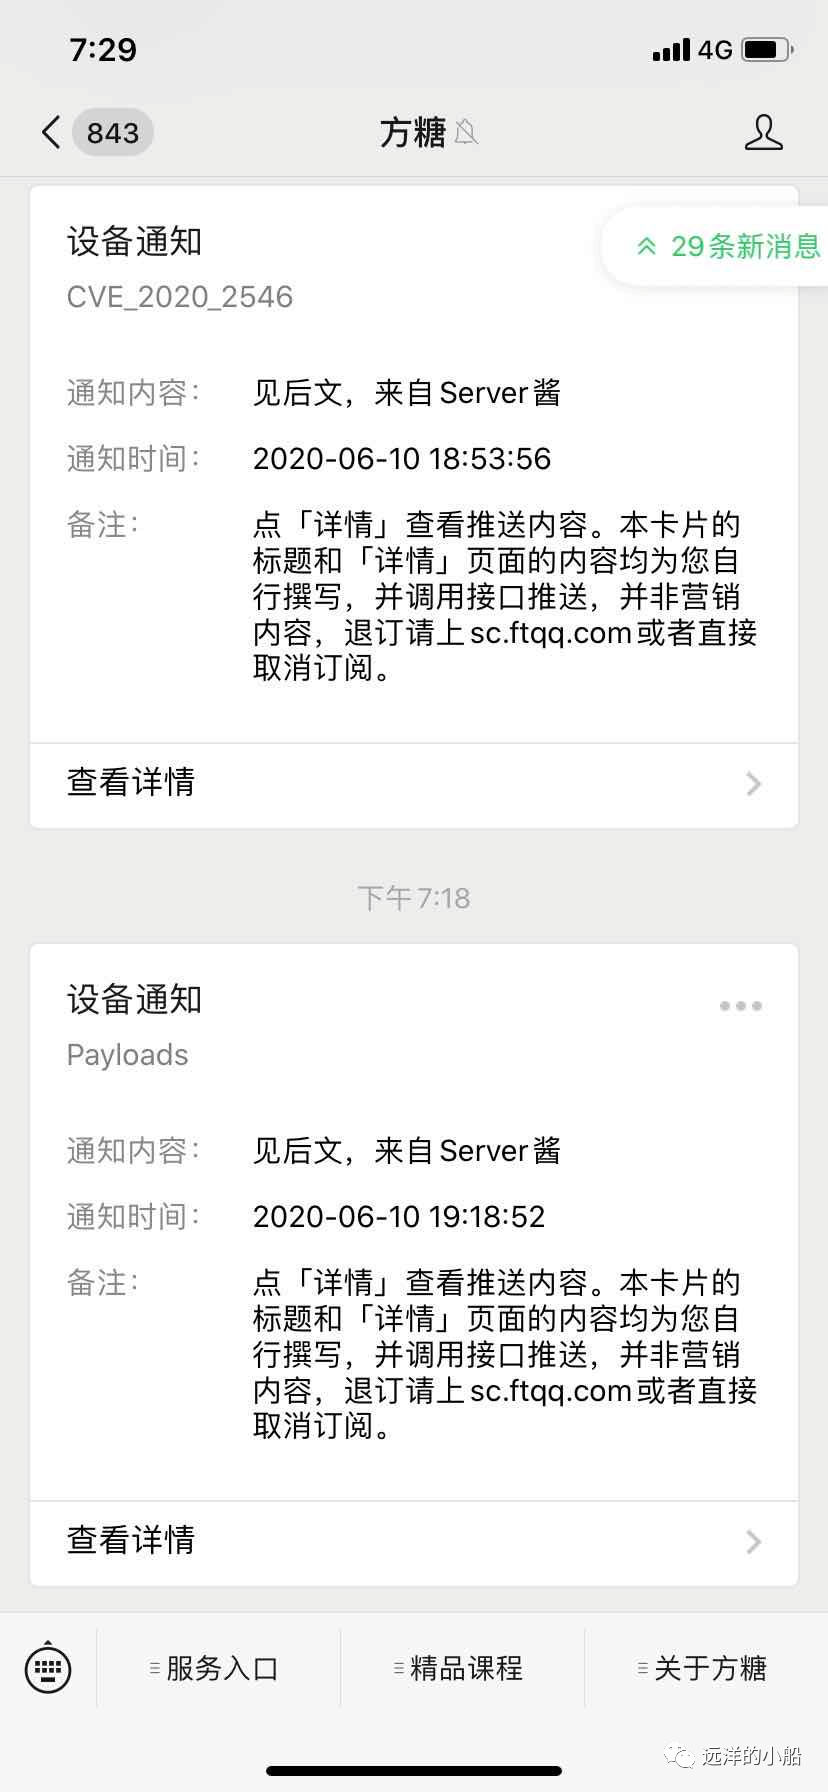 7:29
4G
843
方糖
设备通知
29条新消息
CVE_2020_2546
通知内容：
见后文，来自Server酱
通知时间：
2020-06-10 18:53:56
备注：
点「详情」查看推送内容。本卡片的
标题和「详情」页面的内容均为您自
行撰写，并调用接口推送，并非营销
内容，退订请上sc.ftqq.com或者直接
取消订阅。
查看详情
下午7:18
设备通知
Payloads
通知内容：
见后文，来自Server酱
通知时间：
2020-06-10 19:18:52
备注：
点「详情」查看推送内容。本卡片的
标题和「详情」页面的内容均为您自
行撰写，并调用接口推送，并非营销
内容，退订请上sc.ftqq.com或者直接
取消订阅。
查看详情
服务入口
精品课程
关于方糖
远洋的小船